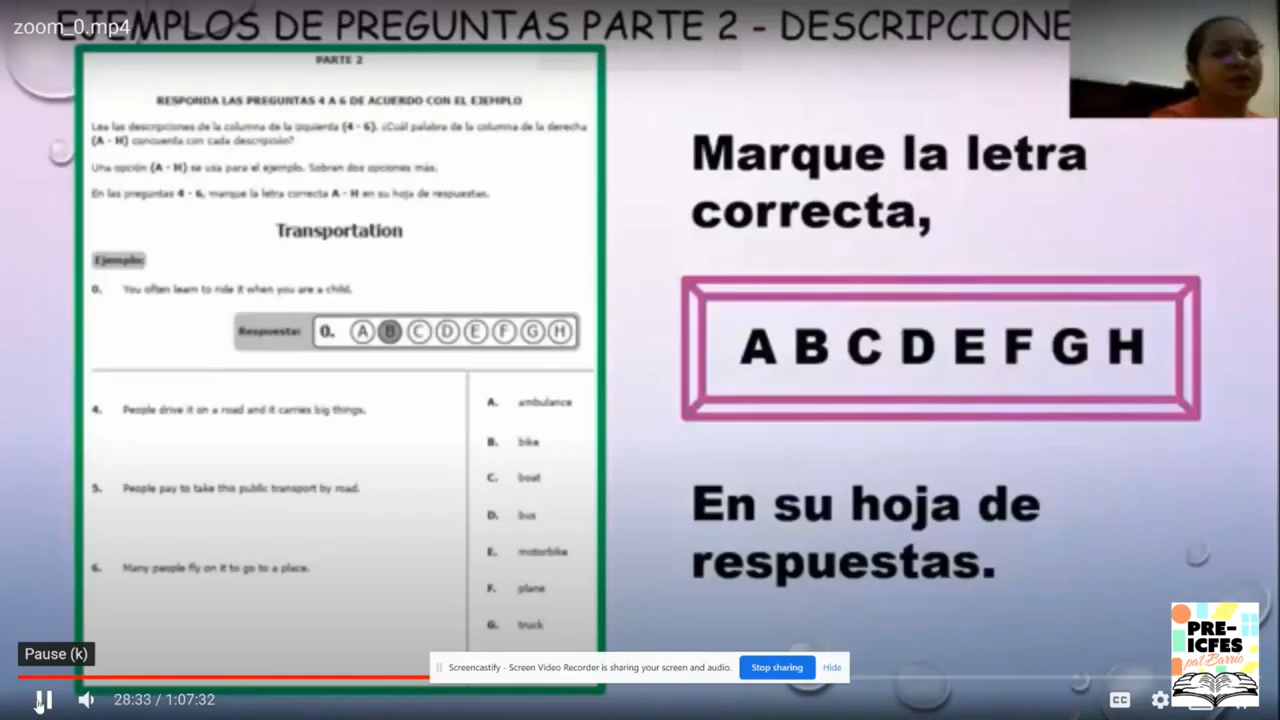 EJEMPLOS DE PREGUNTAS PARTE 2 - DESCRIPCIONE
zoom_0.mp4
PARTE 2
RESPONDA LAS PREGUNTAS 4 A 6 DE ACUERDO CON EL EJEMPLO
Lea las descripciones de la columna de la izquierda (4 - 6). ¿Cuál palabra de la columna de la derecha
(A - H) concuerda con cada descripción?
Una opción (A - H) se usa para el ejemplo. Sobran dos opciones más.
En las preguntas 4 - 6, marque la letra correcta A - H en su hoja de respuestas.
Transportation
Ejemplo:
0. You often learn to ride it when you are a child.
Respuesta: 0. A B C D E F G H
4. People drive it on a road and it carries big things.
5. People pay to take this public transport by road.
6. Many people fly on it to go to a place.
A. ambulance
B. bike
C. boat
D. bus
E. motorbike
F. plane
G. truck
Marque la letra
correcta,
A B C D E F G H
En su hoja de
respuestas.
PRE-
ICFES
pa'l Barrio
Pause (k)
Screencastify - Screen Video Recorder is sharing your screen and audio. Stop sharing Hide
28:33 / 1:07:32
CC